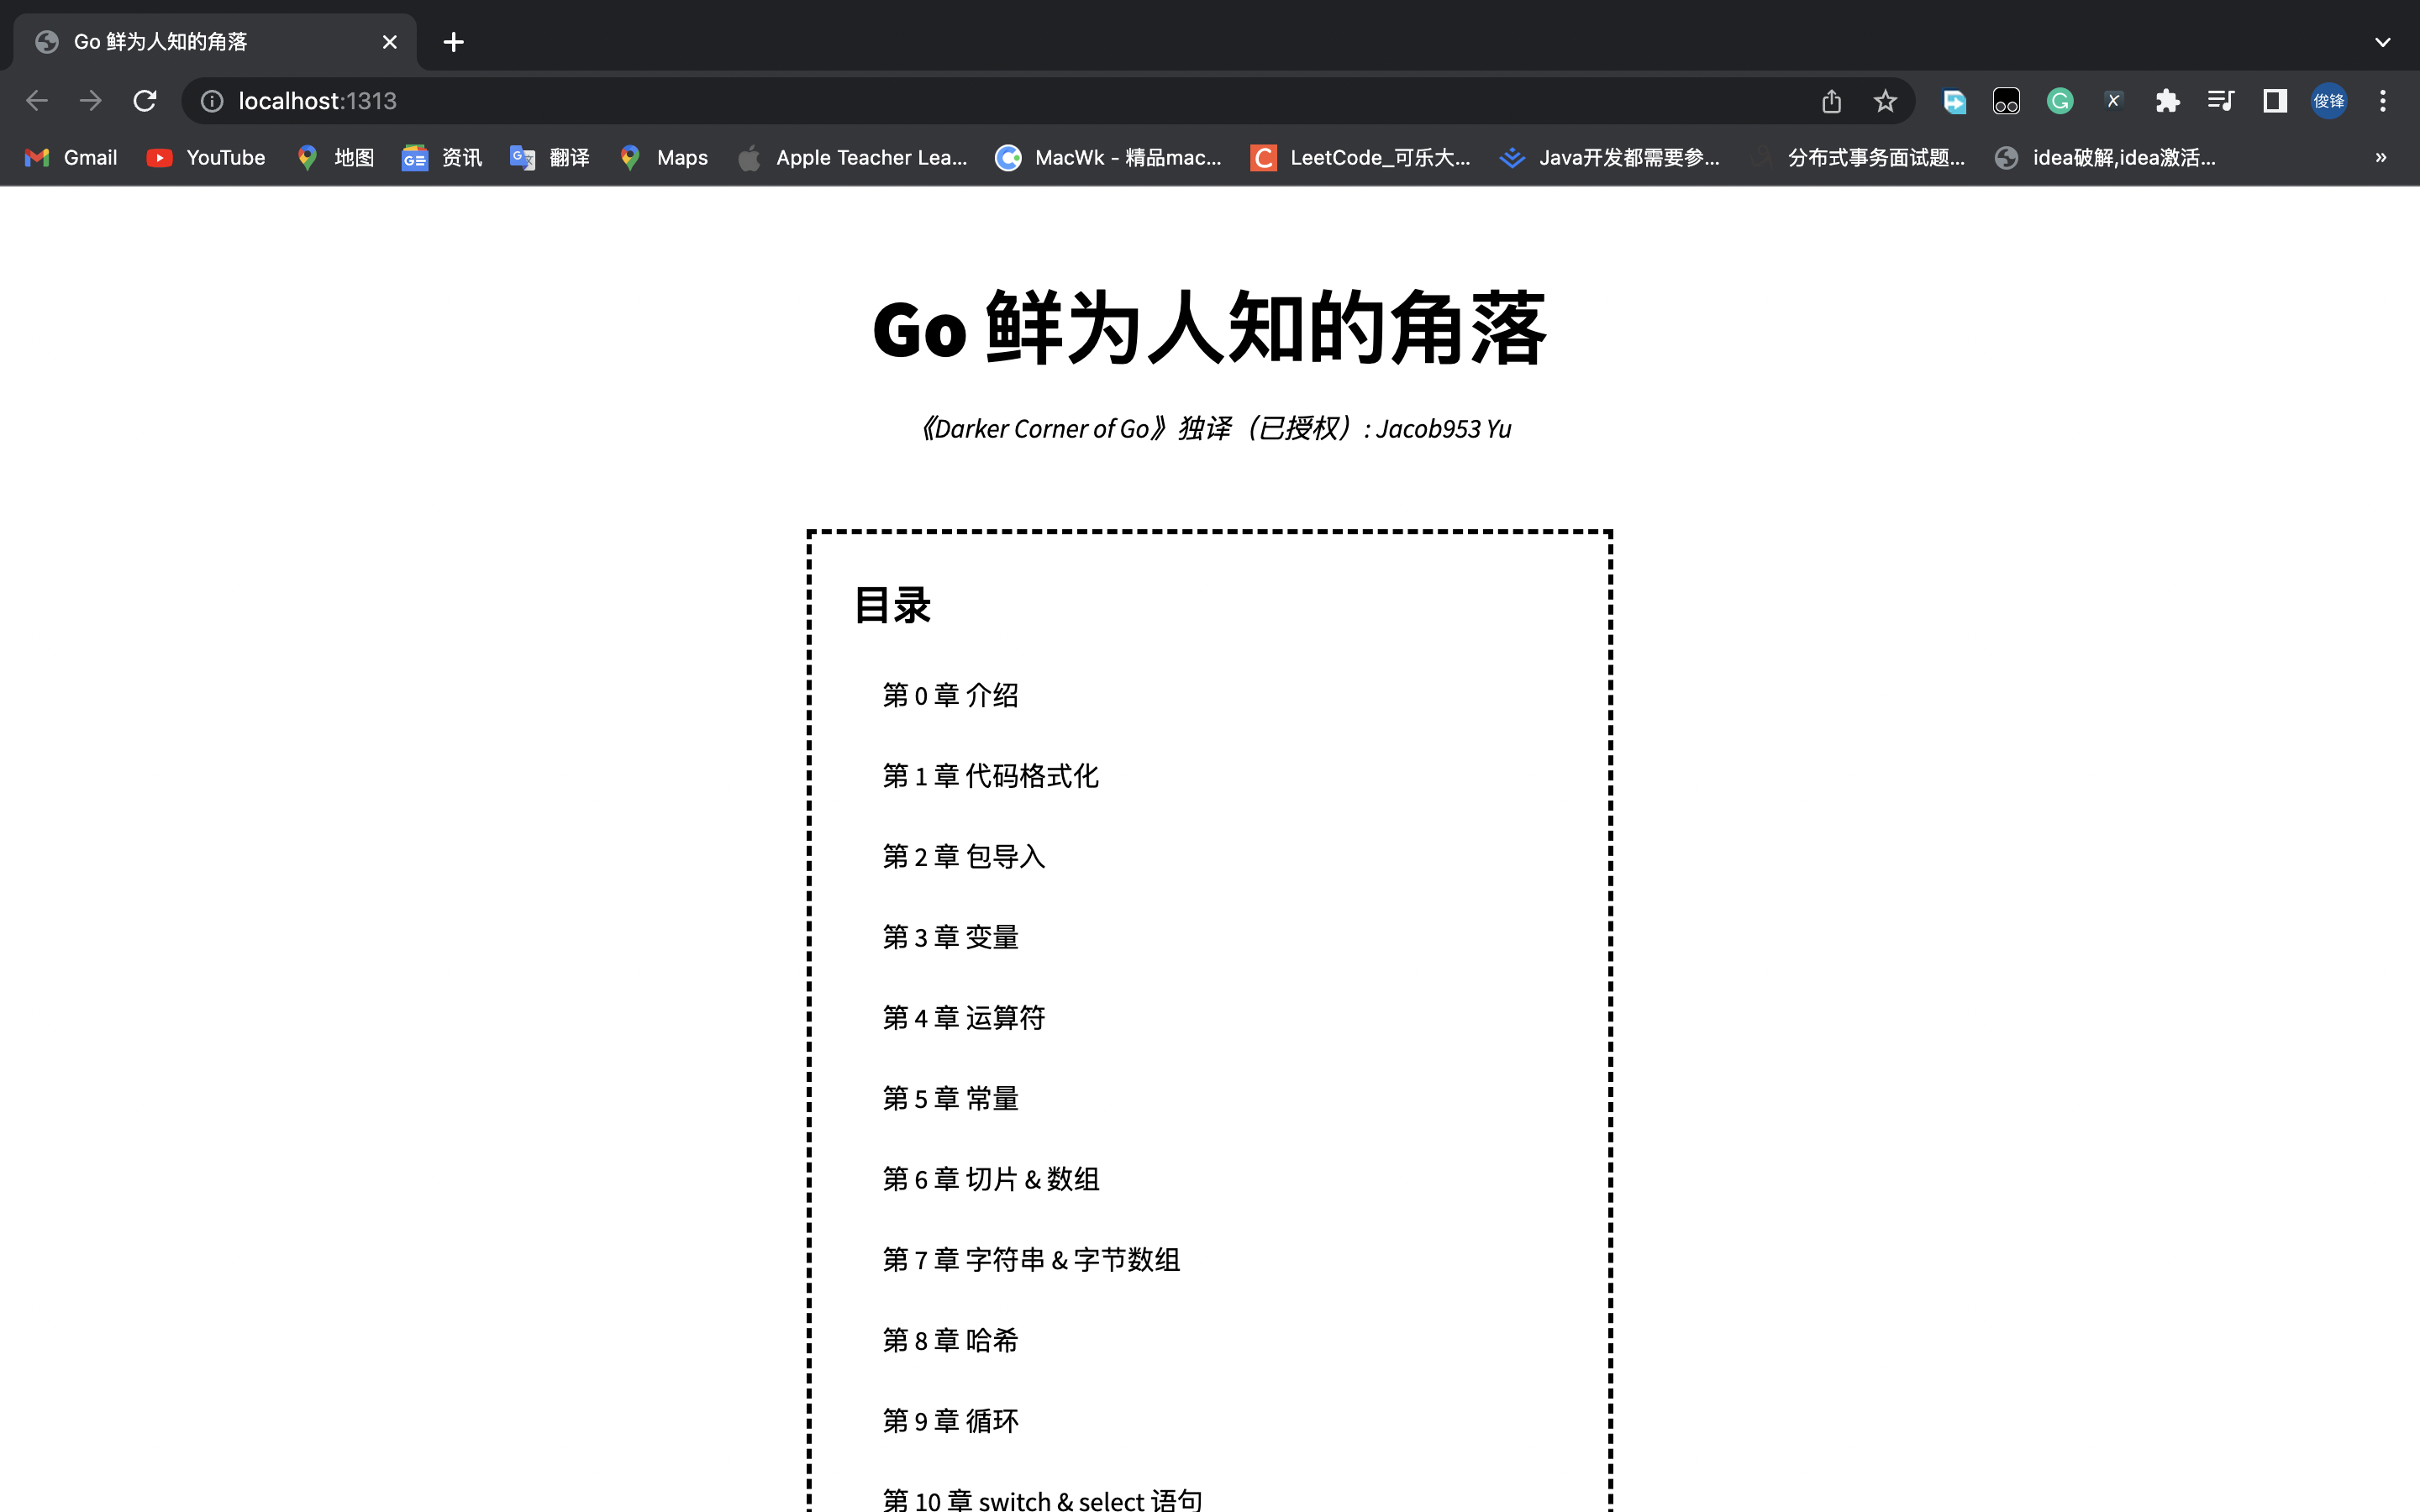 Go 鲜为人知的角落
localhost:1313
俊锋
Gmail YouTube 地图 资讯 翻译 Maps Apple Teacher Lea... MacWk - 精品mac... LeetCode_可乐大... Java开发都需要参... 分布式事务面试题... idea破解,idea激活... »
Go 鲜为人知的角落
《Darker Corner of Go》独译（已授权）: Jacob953 Yu
目录
第 0 章 介绍
第 1 章 代码格式化
第 2 章 包导入
第 3 章 变量
第 4 章 运算符
第 5 章 常量
第 6 章 切片 & 数组
第 7 章 字符串 & 字节数组
第 8 章 哈希
第 9 章 循环
第 10 章 switch & select 语句